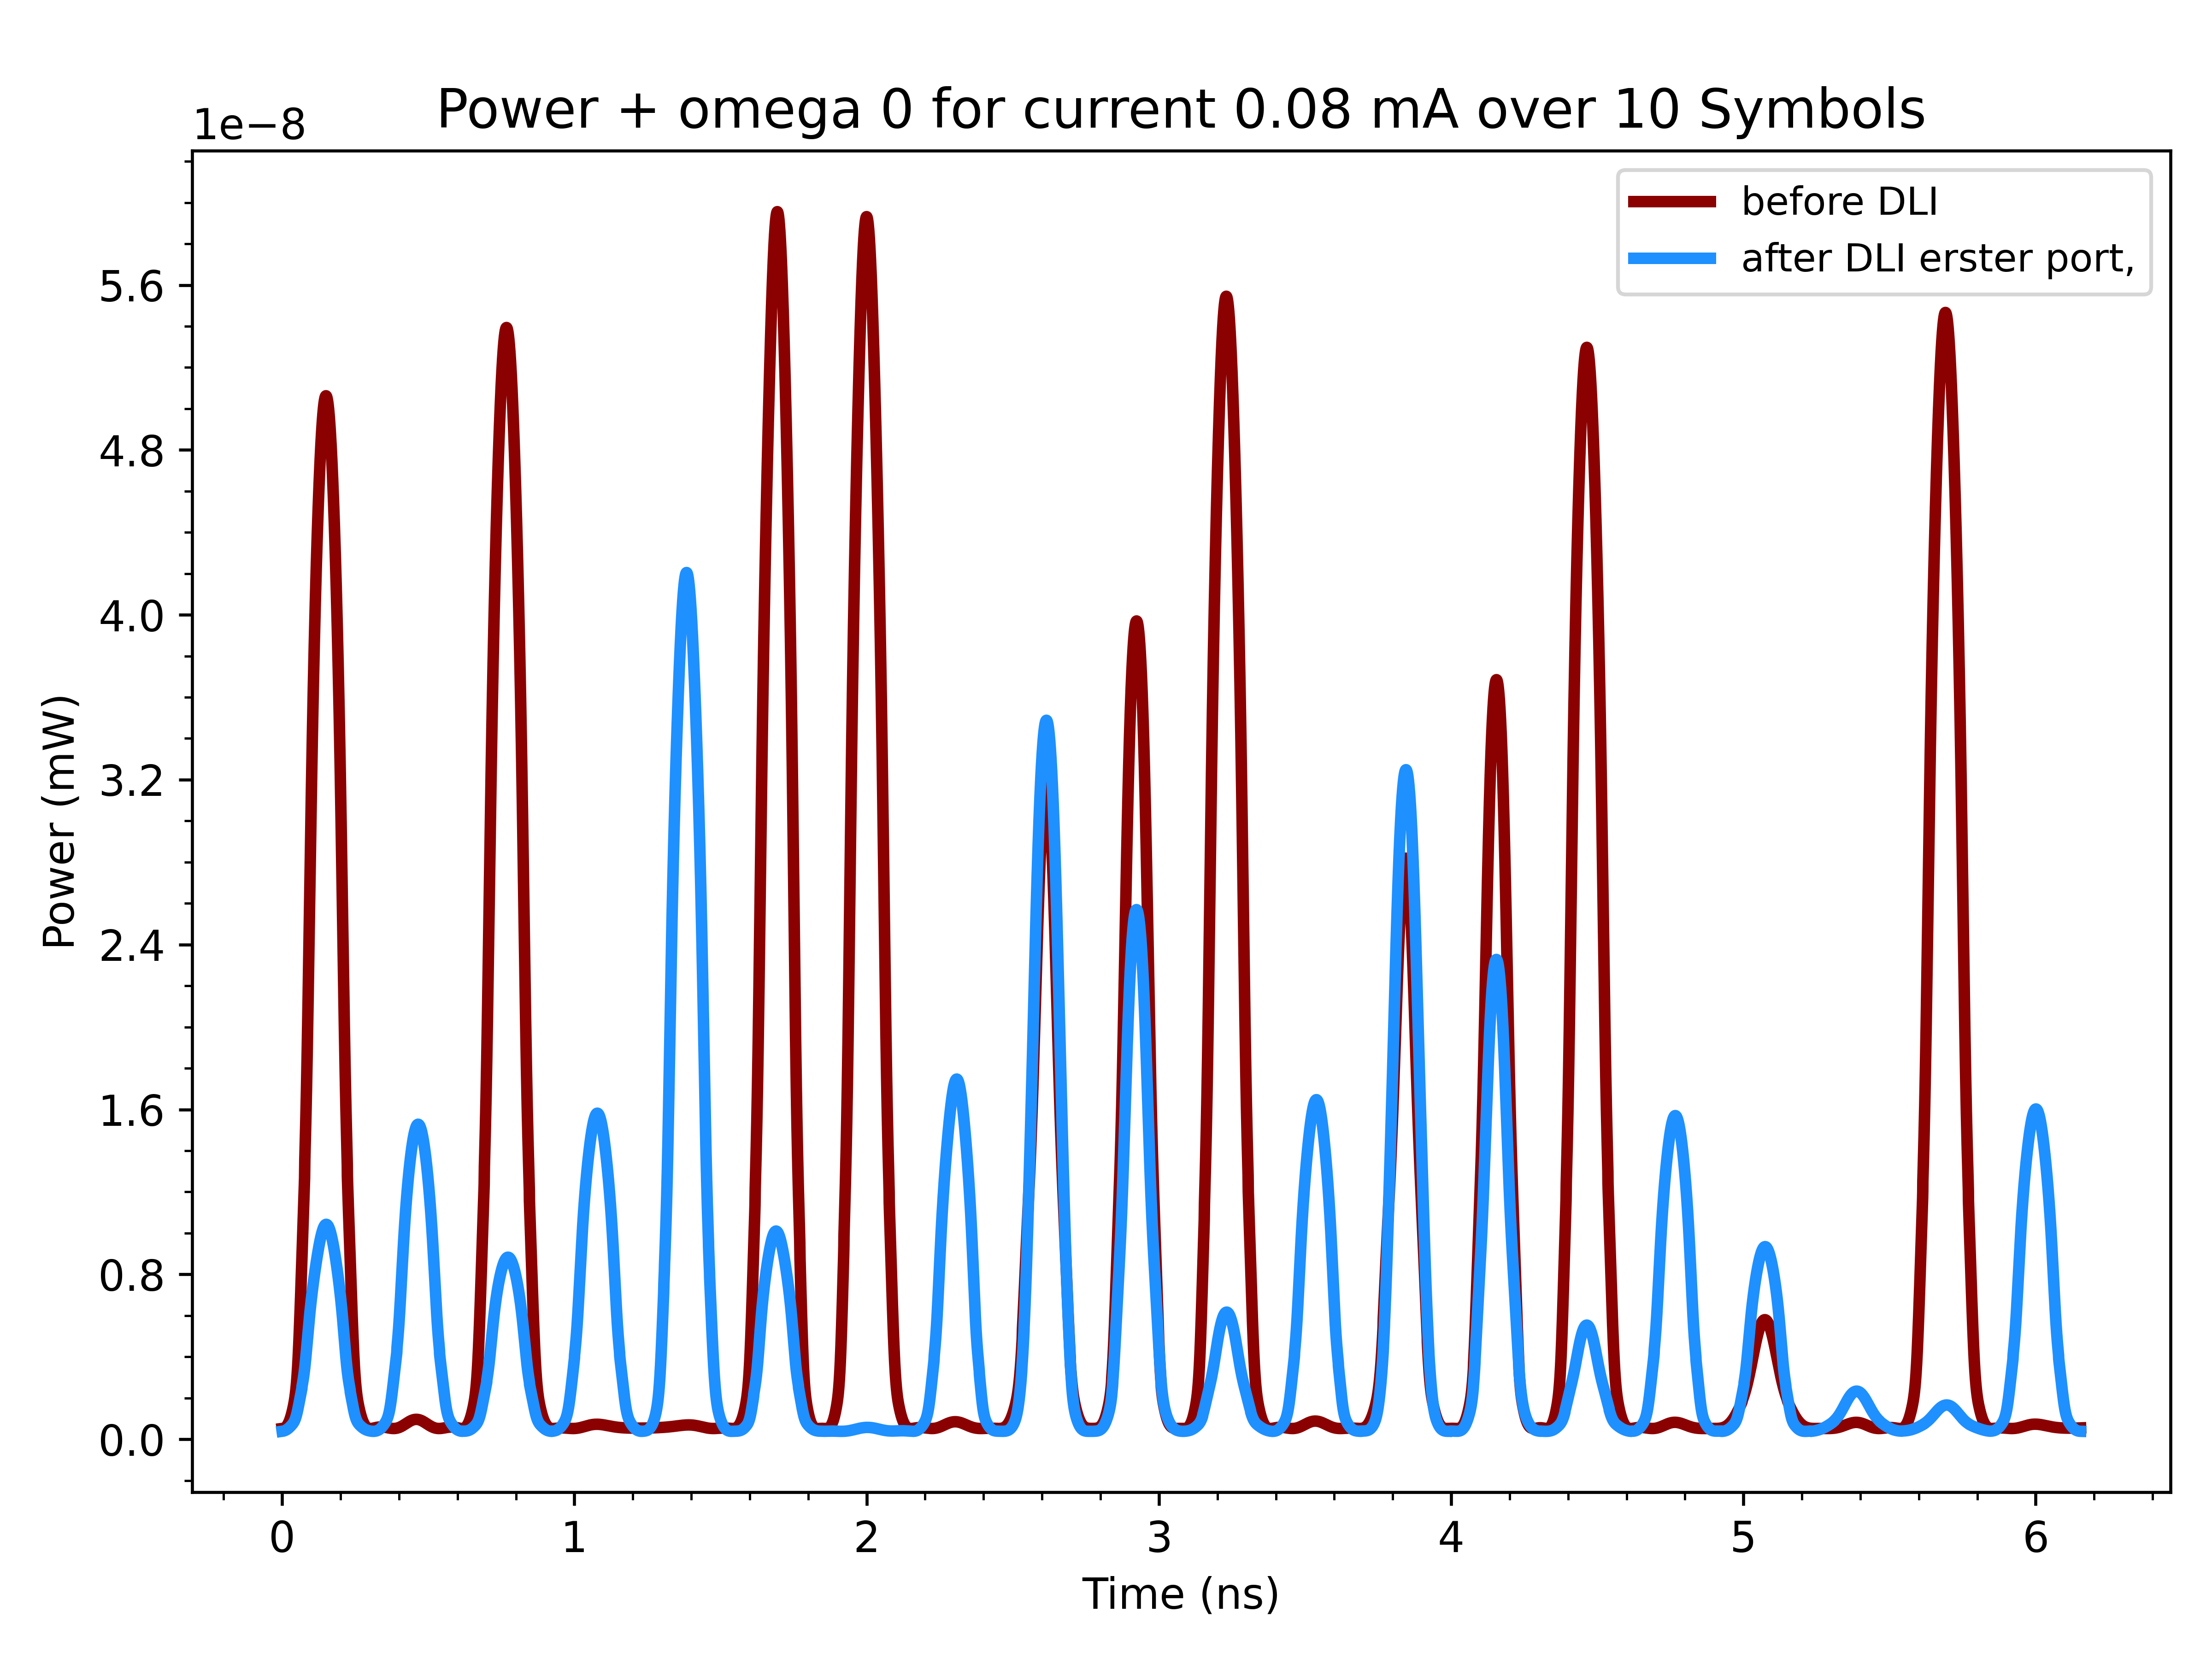 Power + omega 0 for current 0.08 mA over 10 Symbols
1e−8
before DLI
after DLI erster port,
5.6
4.8
4.0
3.2
2.4
1.6
0.8
0.0
Power (mW)
0 1 2 3 4 5 6
Time (ns)